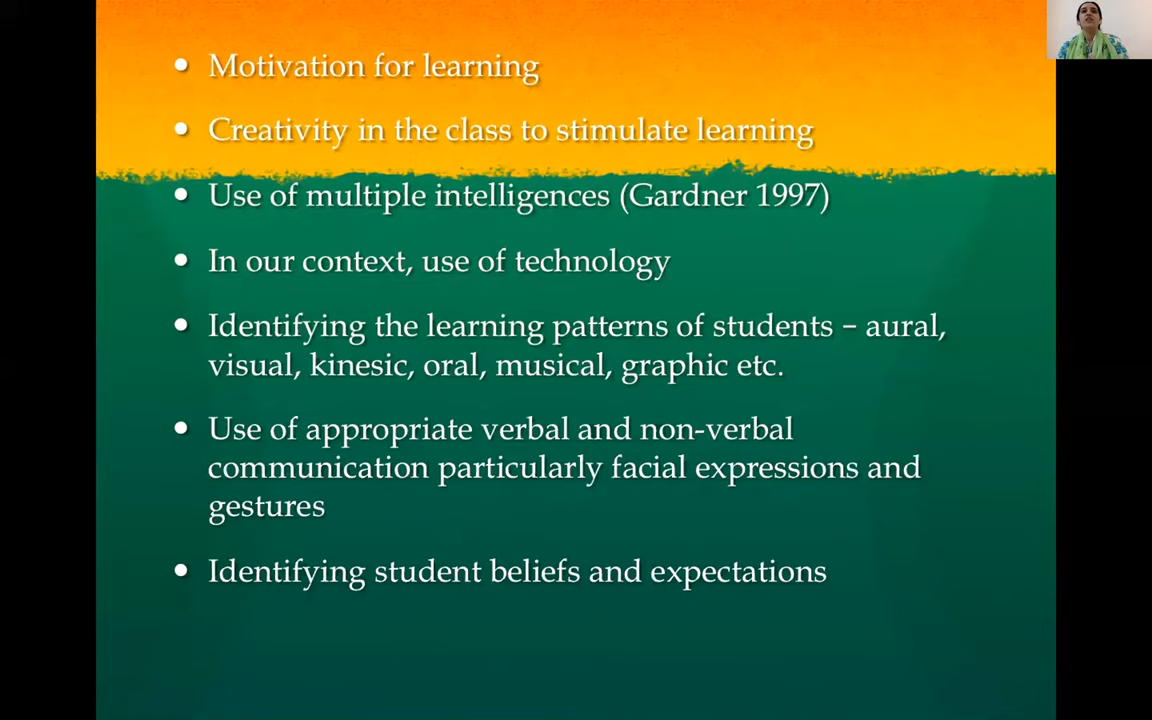 • Motivation for learning
• Creativity in the class to stimulate learning
• Use of multiple intelligences (Gardner 1997)
• In our context, use of technology
• Identifying the learning patterns of students – aural,
visual, kinesic, oral, musical, graphic etc.
• Use of appropriate verbal and non-verbal
communication particularly facial expressions and
gestures
• Identifying student beliefs and expectations